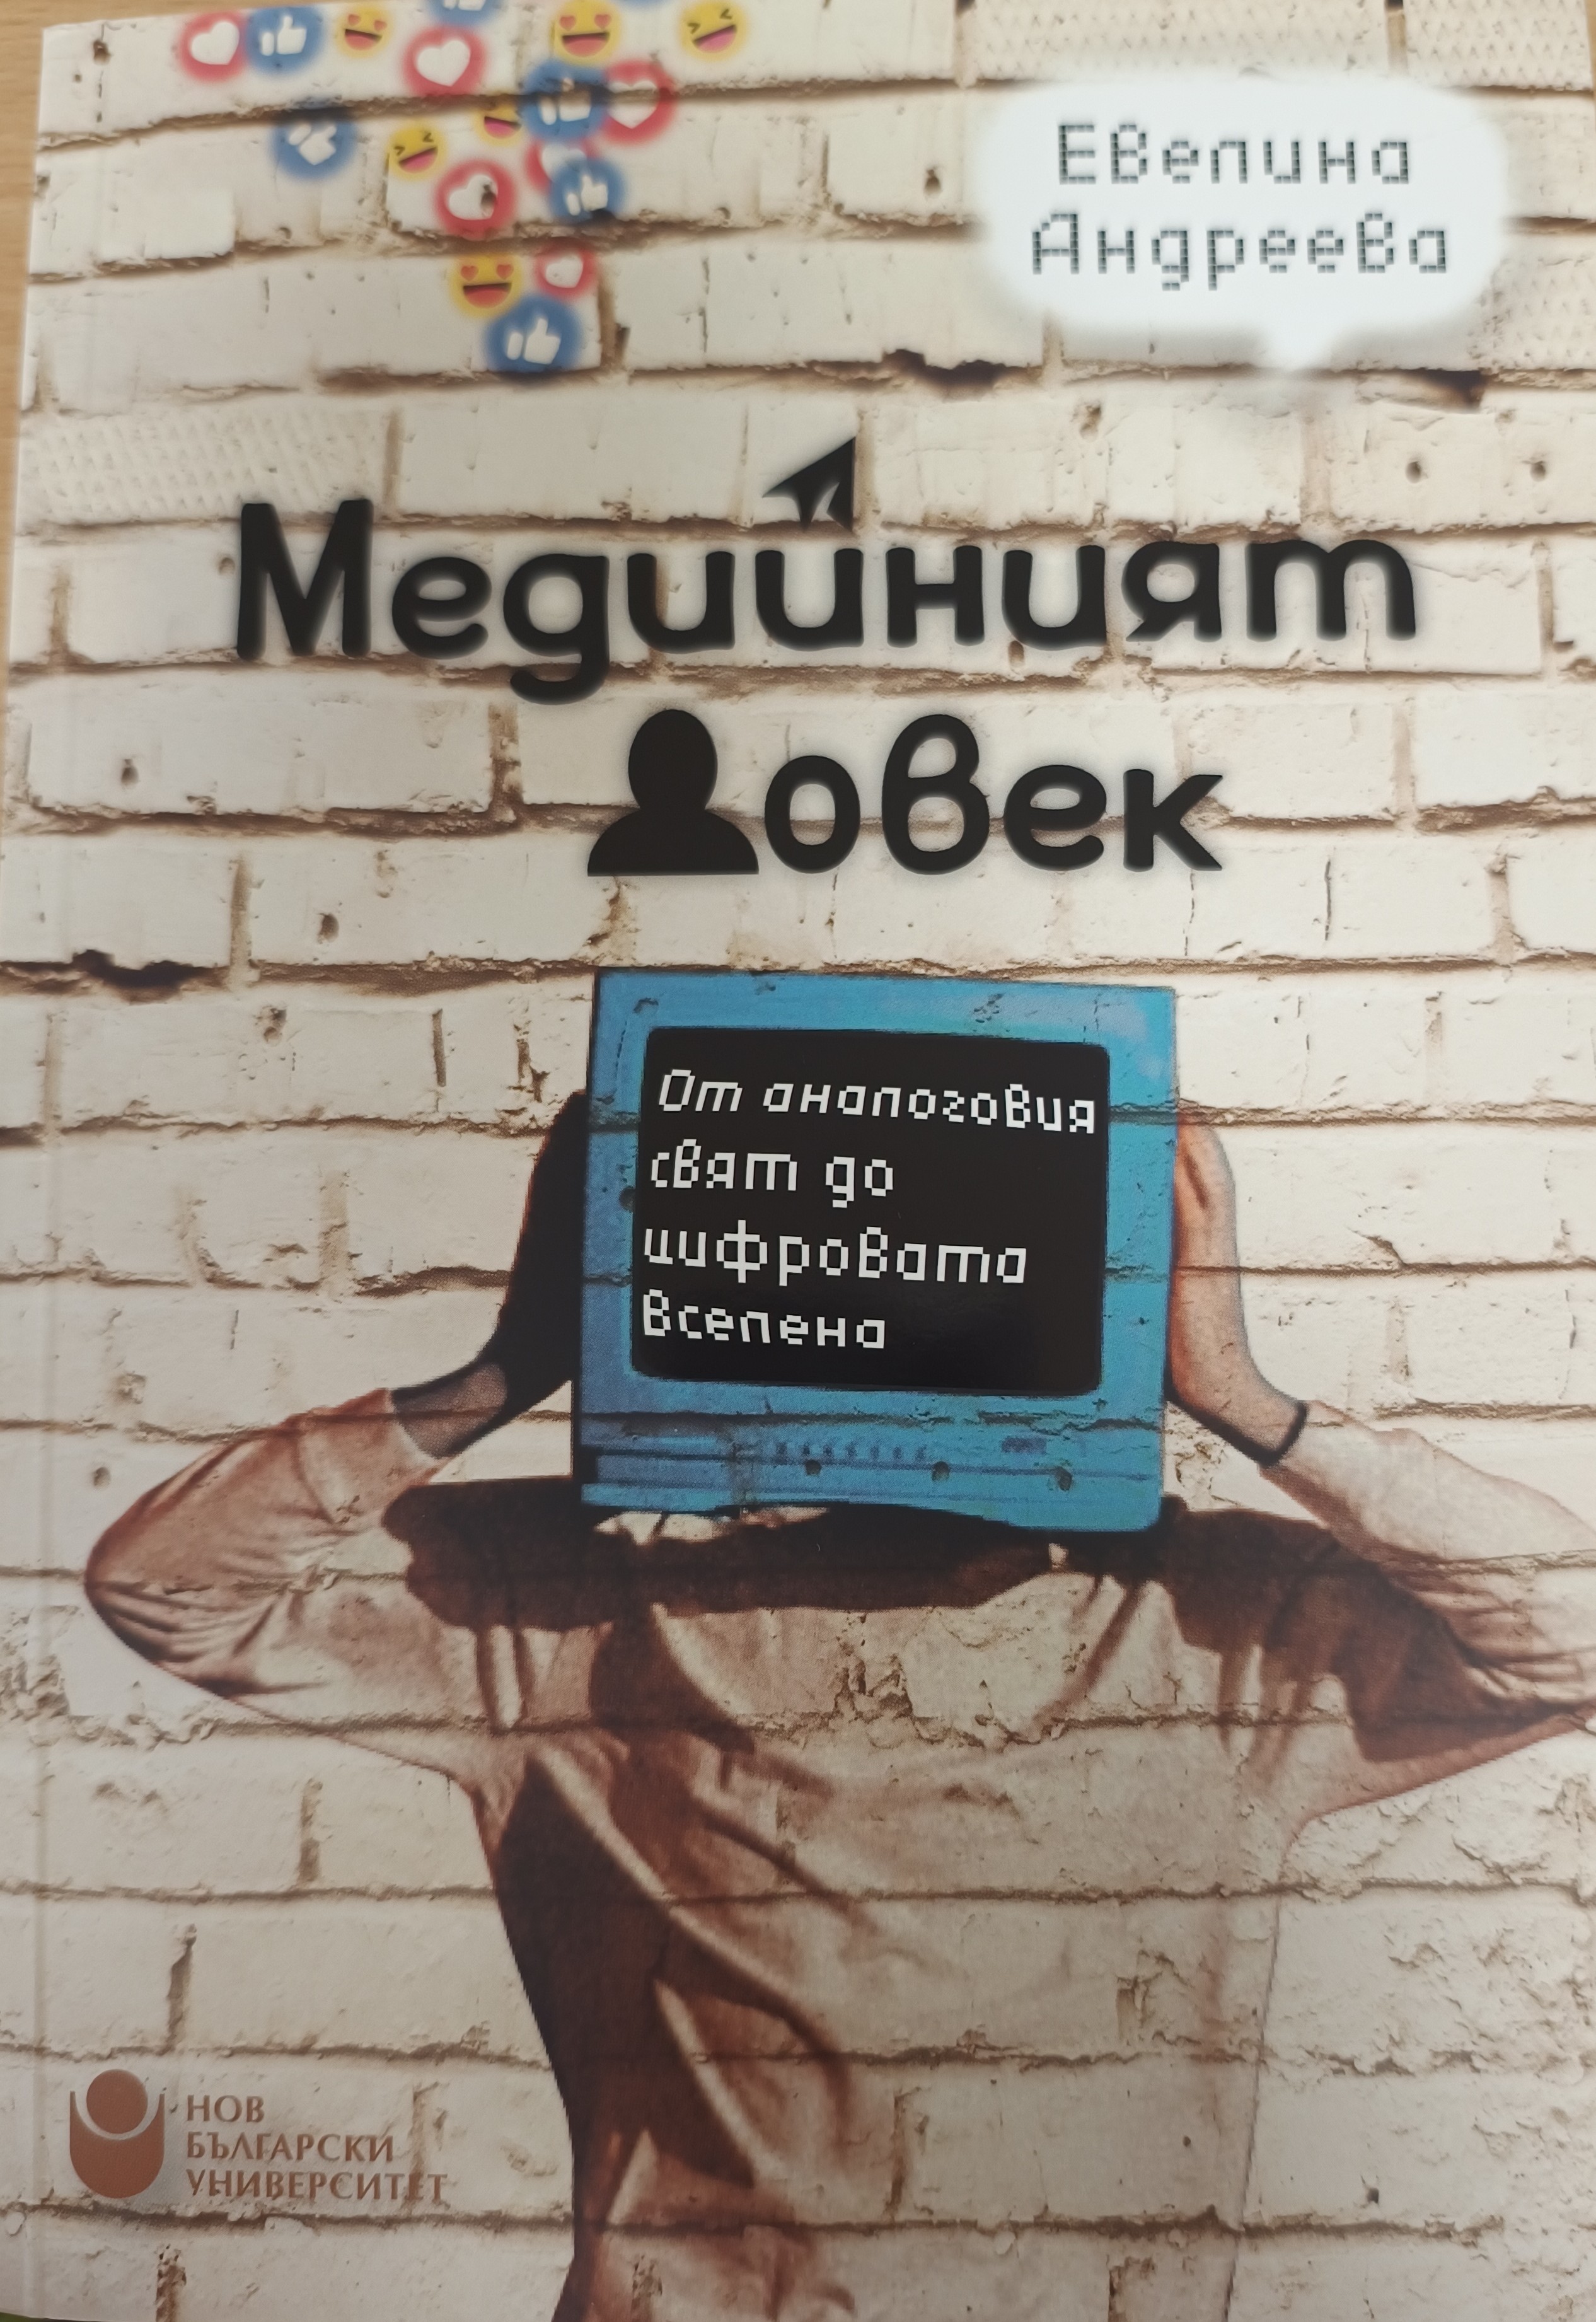 Евелина
Андреева
Медийният
човек
От аналоговия
свят до
цифровата
вселена
НОВ
БЪЛГАРСКИ
УНИВЕРСИТЕТ